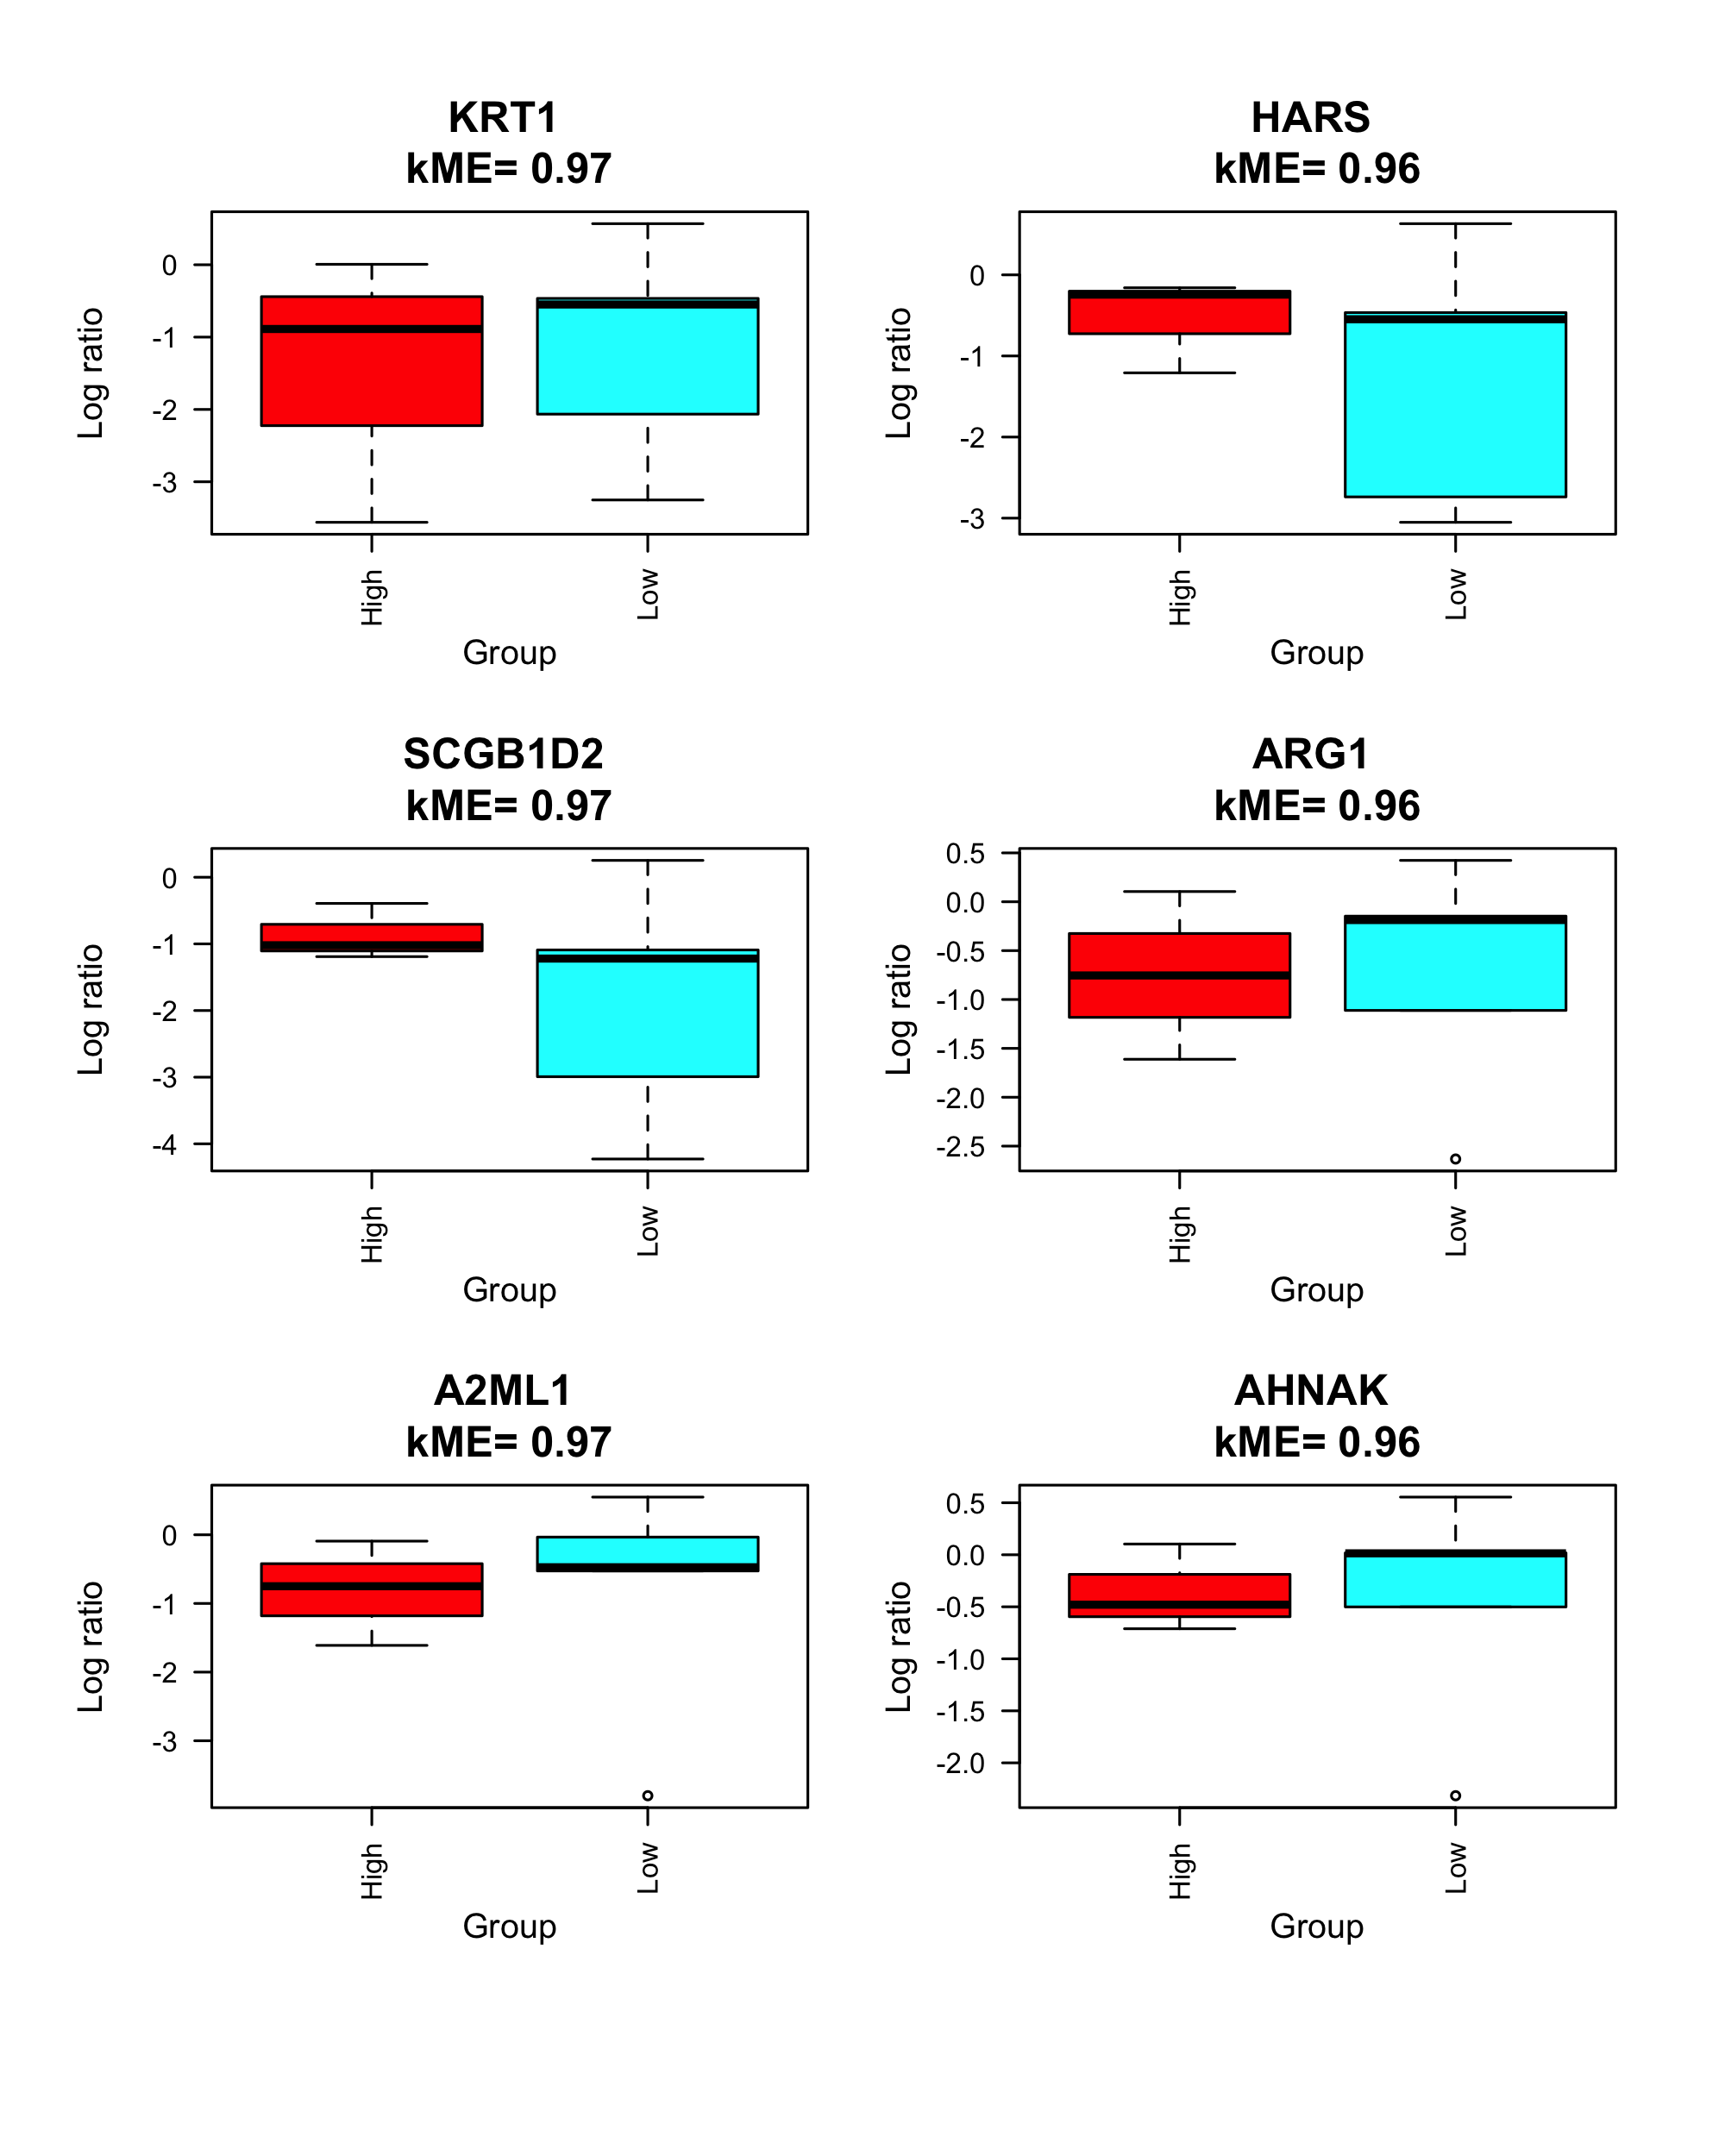 KRT1
kME= 0.97
0
-1
-2
-3
Log ratio
High
Low
Group
HARS
kME= 0.96
0
-1
-2
-3
Log ratio
High
Low
Group
SCGB1D2
kME= 0.97
0
-1
-2
-3
-4
Log ratio
High
Low
Group
ARG1
kME= 0.96
0.5
0.0
-0.5
-1.0
-1.5
-2.0
-2.5
Log ratio
High
Low
Group
A2ML1
kME= 0.97
0
-1
-2
-3
Log ratio
High
Low
Group
AHNAK
kME= 0.96
0.5
0.0
-0.5
-1.0
-1.5
-2.0
Log ratio
High
Low
Group